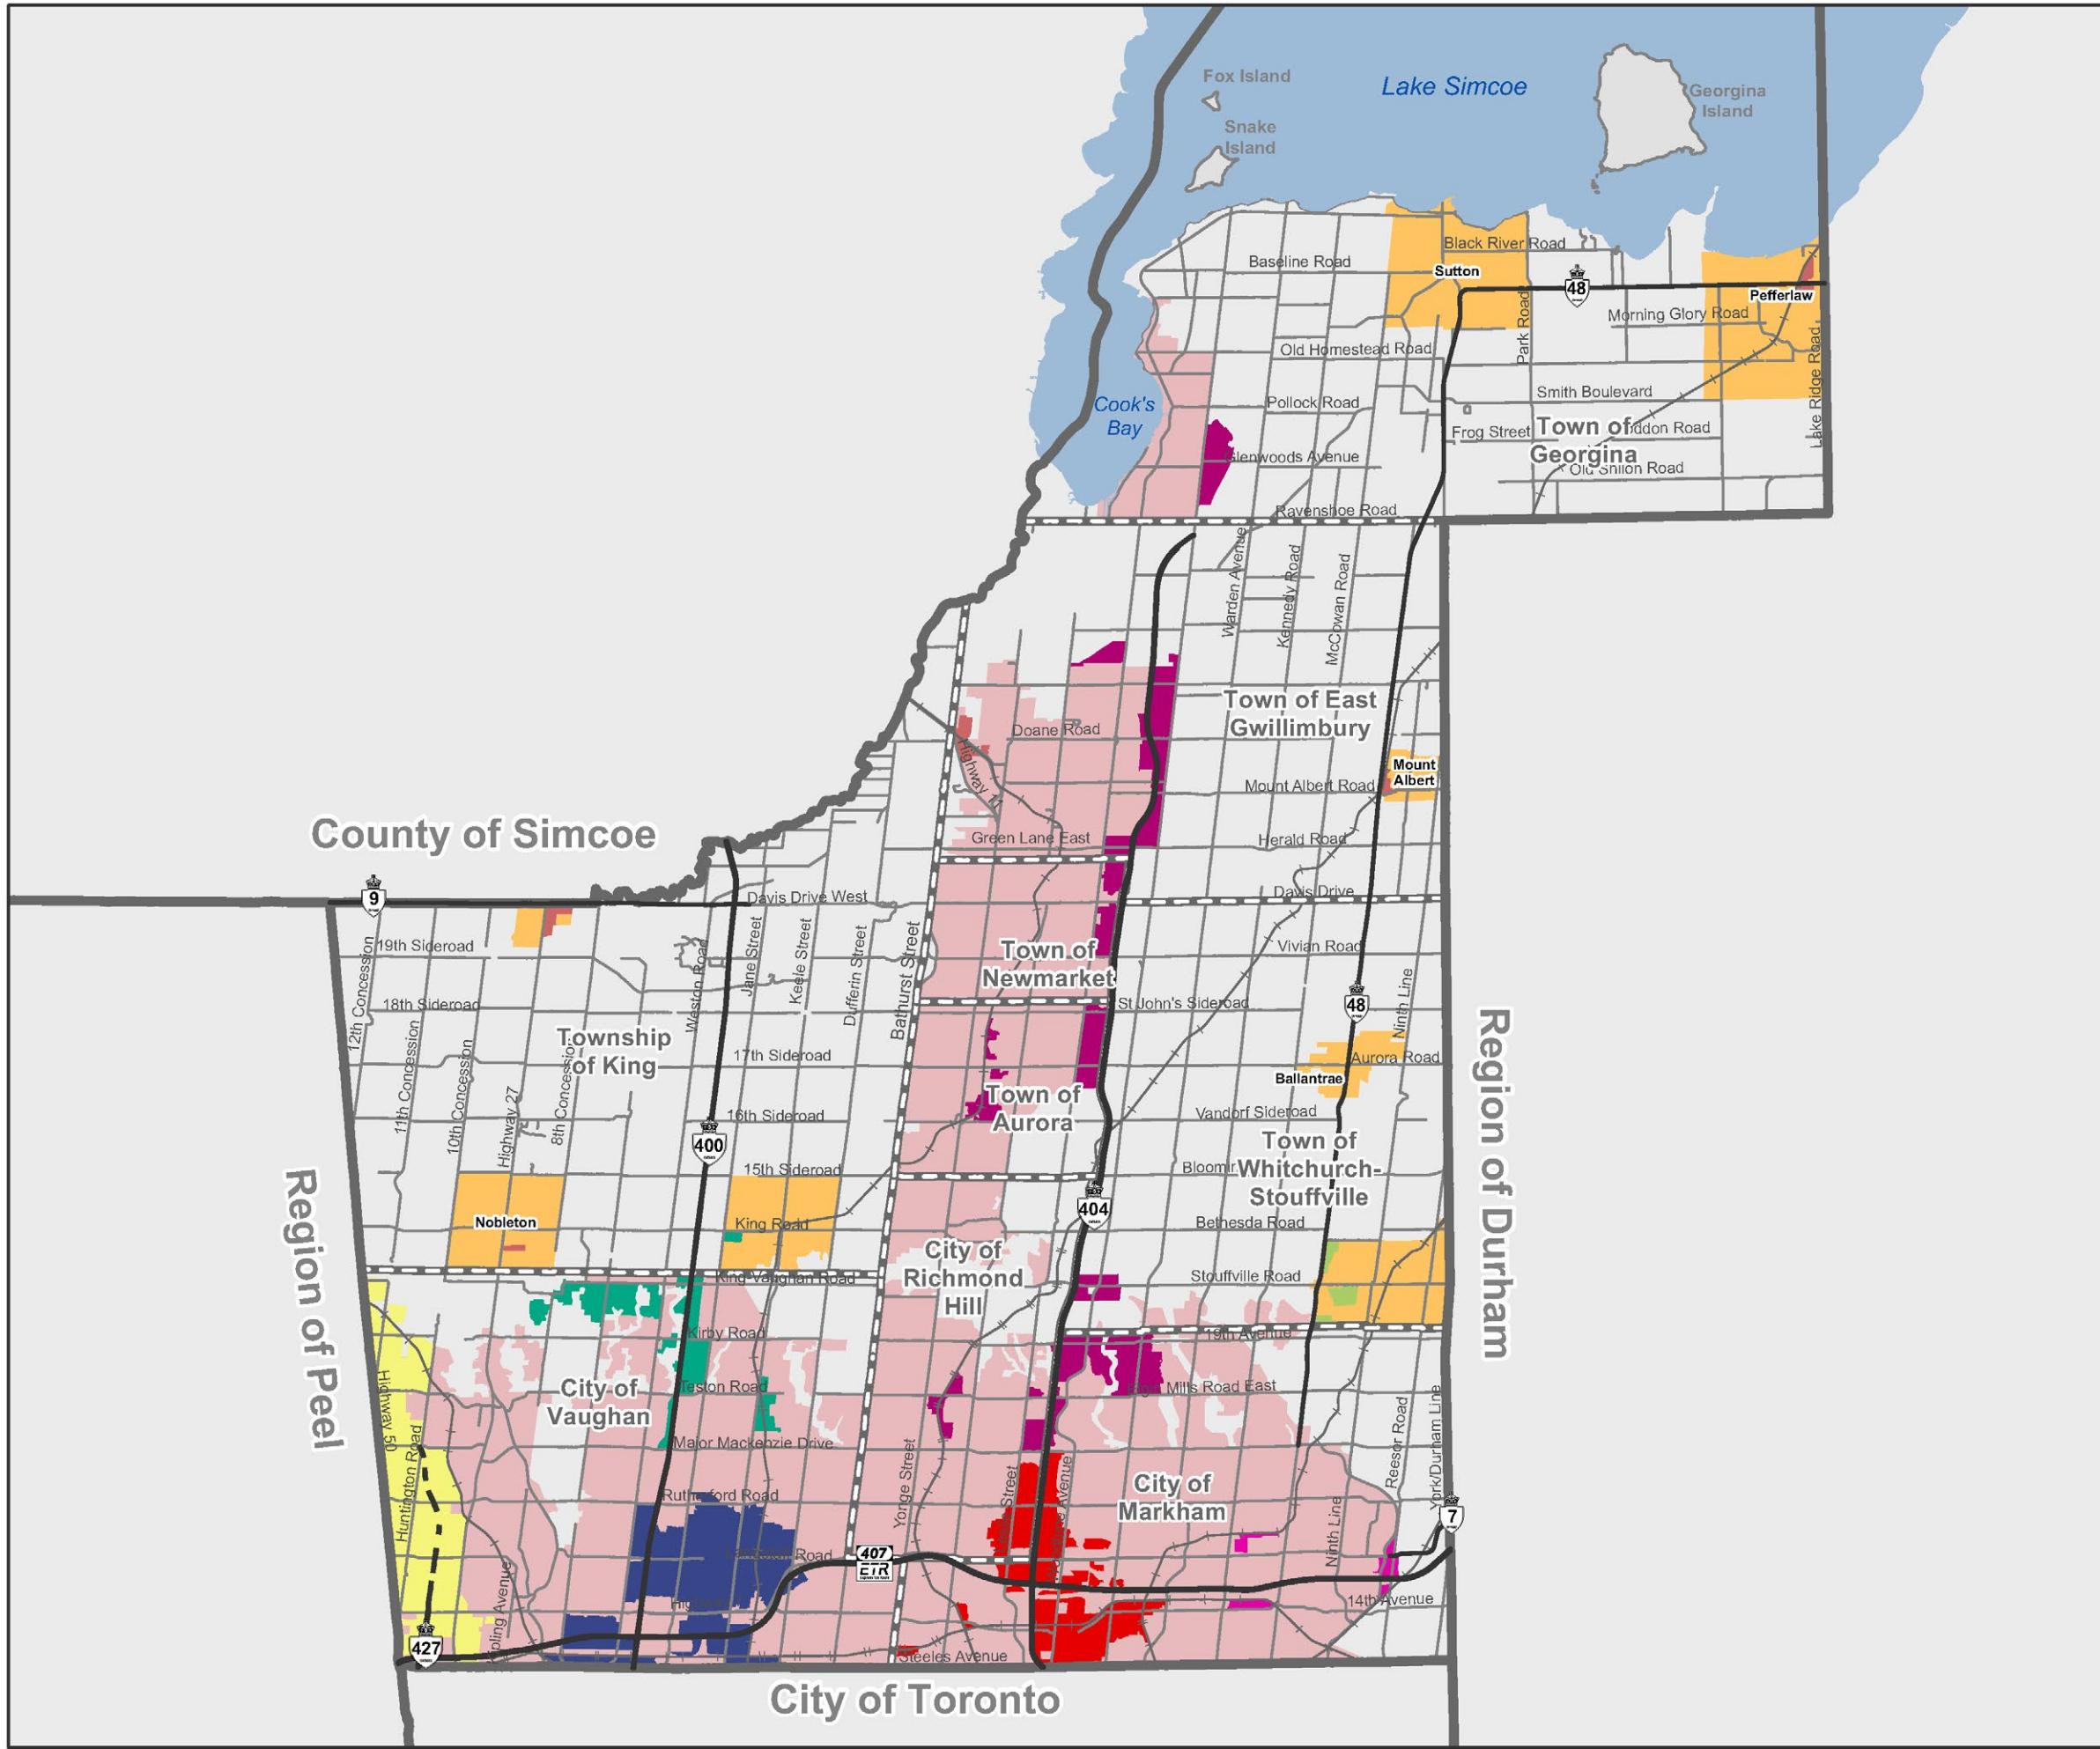 Fox Island
Lake Simcoe
Georgina
Island
Snake
Island
Black River Road
Baseline Road
Sutton
48
Pefferlaw
Morning Glory Road
Park Road
Old Homestead Road
Lake Ridge Road
Smith Boulevard
Cook's
Bay
Pollock Road
Frog Street
Town of
Georgina
Glenwoods Avenue
Old Shiloh Road
Ravenshoe Road
Warden Avenue
Kennedy Road
McCowan Road
Town of East
Gwillimbury
Doane Road
Highway 11
Mount
Albert
Mount Albert Road
County of Simcoe
Green Lane East
Herald Road
9
Davis Drive West
Davis Drive
19th Sideroad
Town of
Newmarket
Vivian Road
12th Concession
Weston Road
Jane Street
Keele Street
Dufferin Street
Bathurst Street
18th Sideroad
St John's Sideroad
48
Ninth Line
Township
of King
11th Concession
10th Concession
Highway 27
8th Concession
17th Sideroad
Aurora Road
Ballantrae
Town of
Aurora
16th Sideroad
Vandorf Sideroad
400
Town of
Whitchurch-
Stouffville
15th Sideroad
404
Nobleton
King Road
Bethesda Road
Region of Peel
Region of Durham
City of
Richmond
Hill
King-Vaughan Road
Stouffville Road
Kirby Road
19th Avenue
City of
Vaughan
Teston Road
Mills Road East
Highway 50
Huntington Road
Major Mackenzie Drive
Reesor Road
York/Durham Line
Yonge Street
City of
Markham
Rutherford Road
7
Ninth Line
407
ETR
14th Avenue
427
Steeles Avenue
City of Toronto